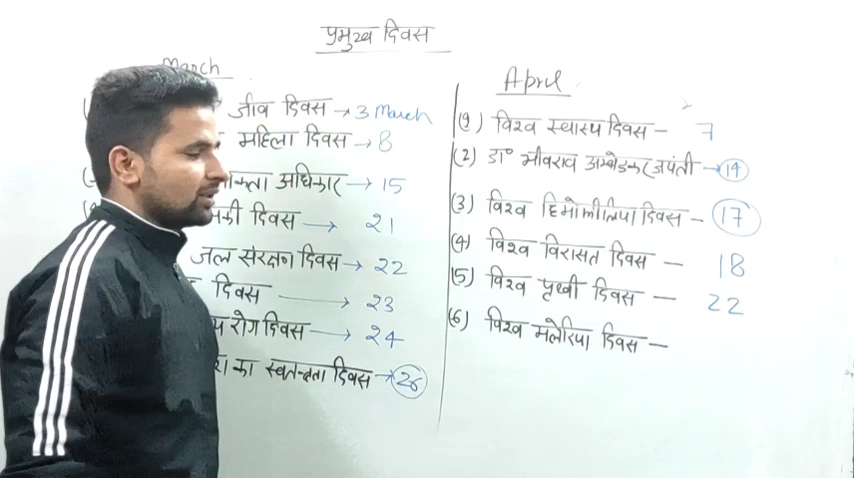 प्रमुख दिवस
March
जीव दिवस → 3 March
महिला दिवस → 8
अधिकार → 15
दिवस → 21
जल संरक्षण दिवस → 22
दिवस → 23
रोग दिवस → 24
का स्वतन्त्रता दिवस → 26
April
(1) विश्व स्वास्थ्य दिवस - 7
(2) डा० भीमराव अम्बेडकर जयंती → 14
(3) विश्व हिमोफीलिया दिवस - 17
(4) विश्व विरासत दिवस - 18
(5) विश्व पृथ्वी दिवस - 22
(6) विश्व मलेरिया दिवस -